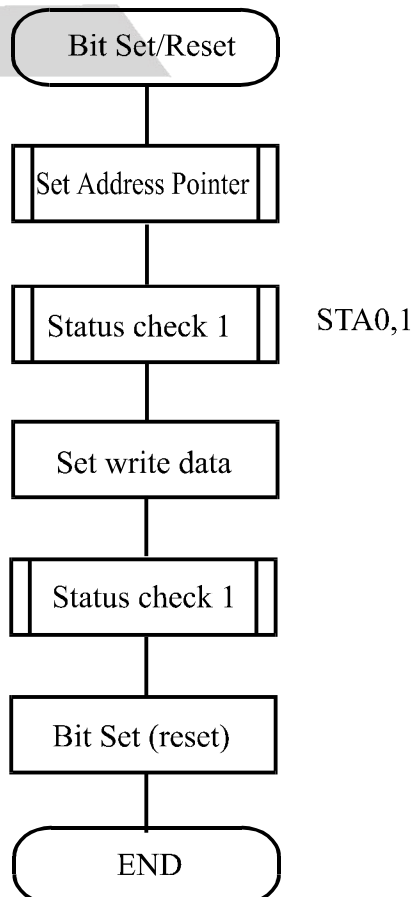 Bit Set/Reset
Set Address Pointer
Status check 1
STA0,1
Set write data
Status check 1
Bit Set (reset)
END